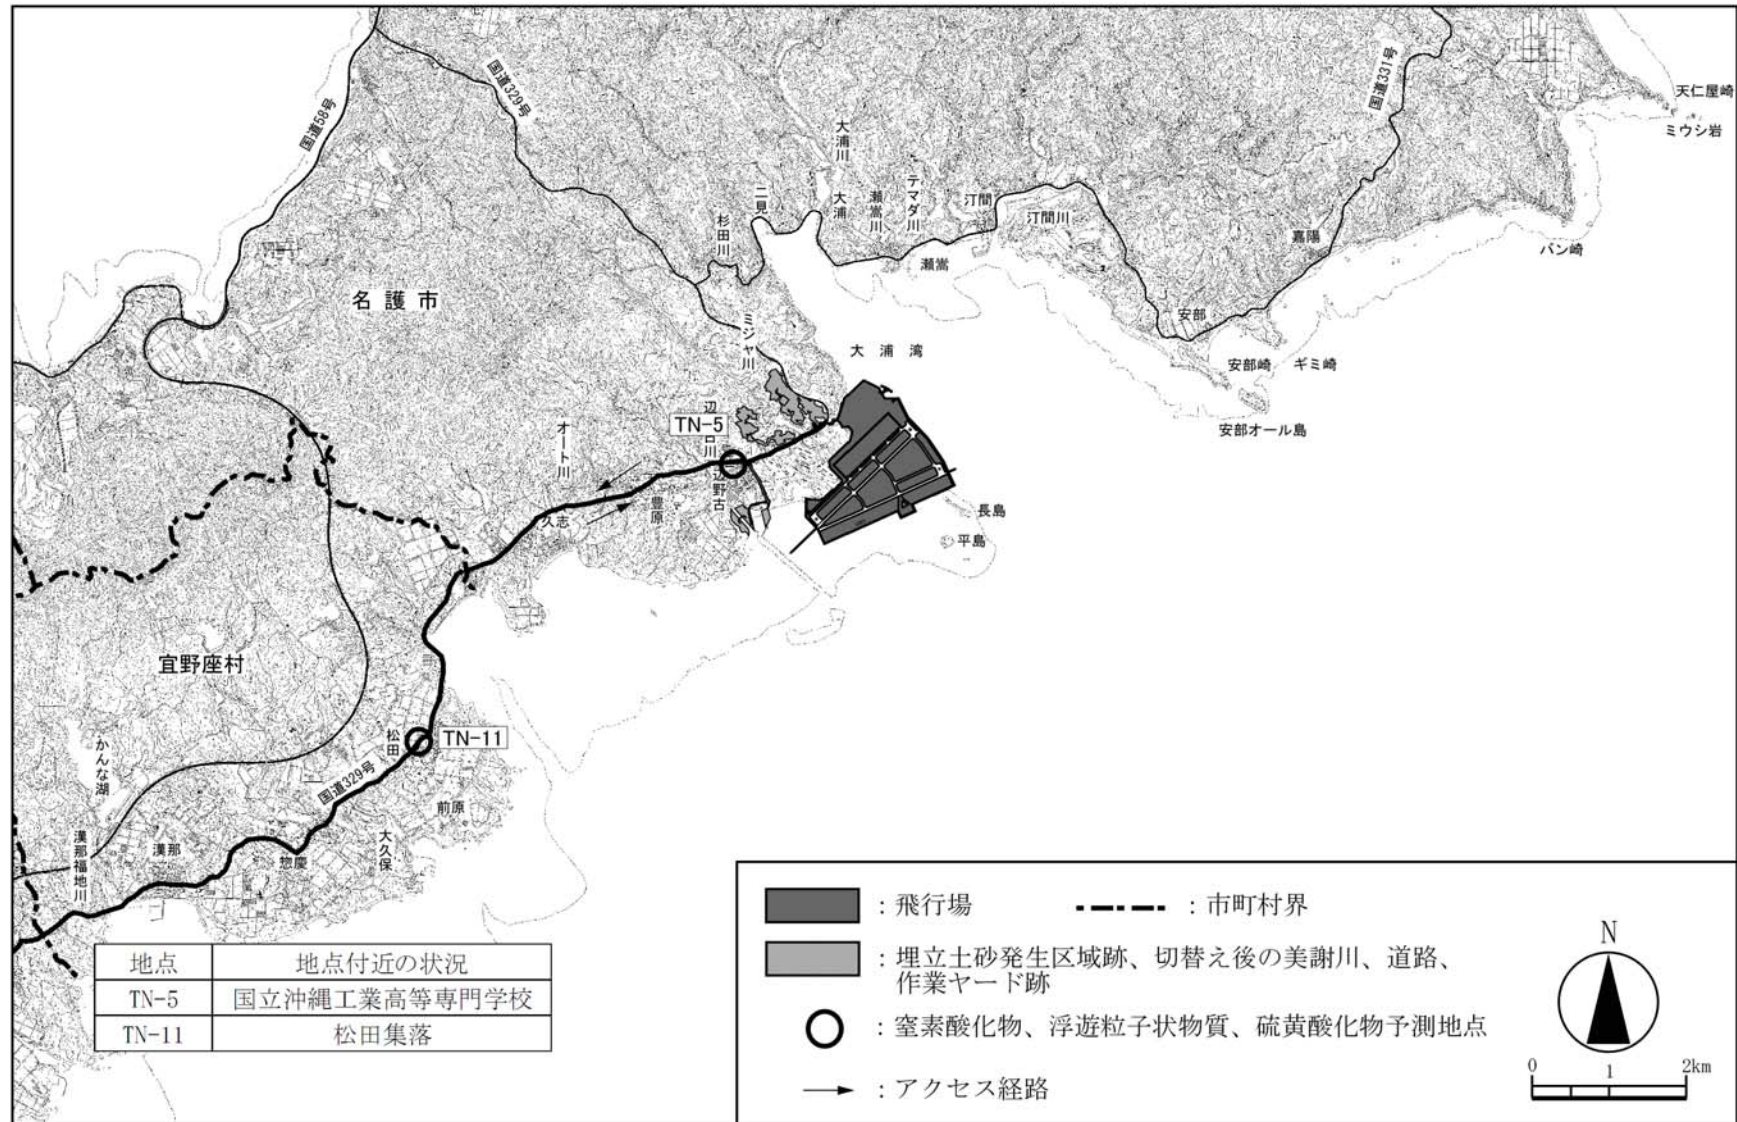 国道58号
国道329号
国道331号
天仁屋崎
ミウシ岩
バン崎
大浦川
二見
杉田川
大浦
瀬嵩川
テマダ川
汀間
汀間川
瀬嵩
嘉陽
安部
安部崎
ギミ崎
安部オール島
名護市
ミジャ川
大浦湾
TN-5
辺野古
オート川
久志
豊原
長島
平島
宜野座村
松田
TN-11
国道329号
かんな湖
前原
大久保
漢那福地川
漢那
惣慶
地点 地点付近の状況
TN-5 国立沖縄工業高等専門学校
TN-11 松田集落
：飛行場
：市町村界
：埋立土砂発生区域跡、切替え後の美謝川、道路、
作業ヤード跡
：窒素酸化物、浮遊粒子状物質、硫黄酸化物予測地点
：アクセス経路
N
0 1 2km